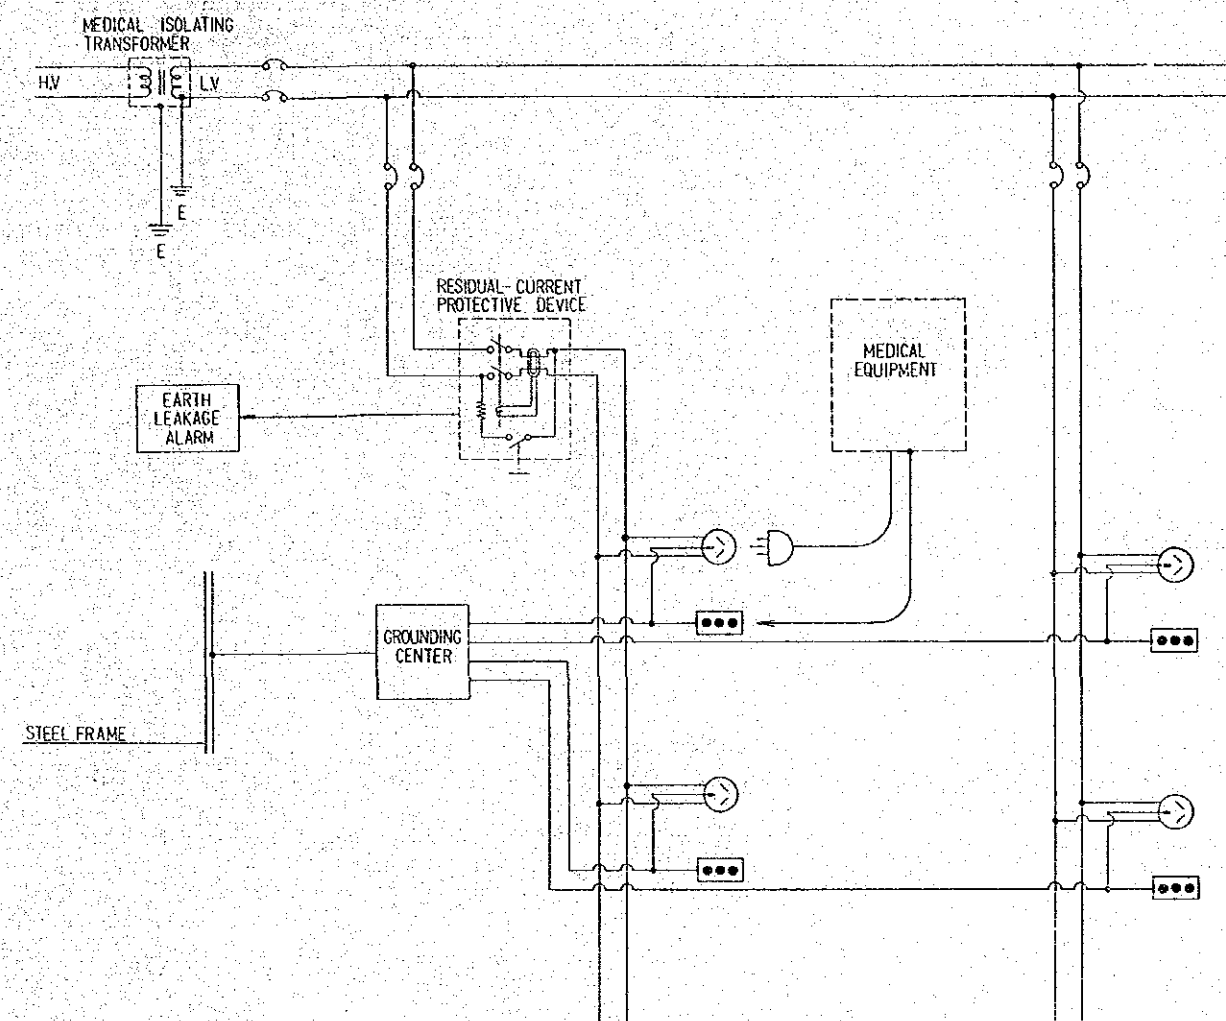 MEDICAL ISOLATING
TRANSFORMER
H.V
L.V
E
E
RESIDUAL-CURRENT
PROTECTIVE DEVICE
MEDICAL
EQUIPMENT
EARTH
LEAKAGE
ALARM
GROUNDING
CENTER
STEEL FRAME